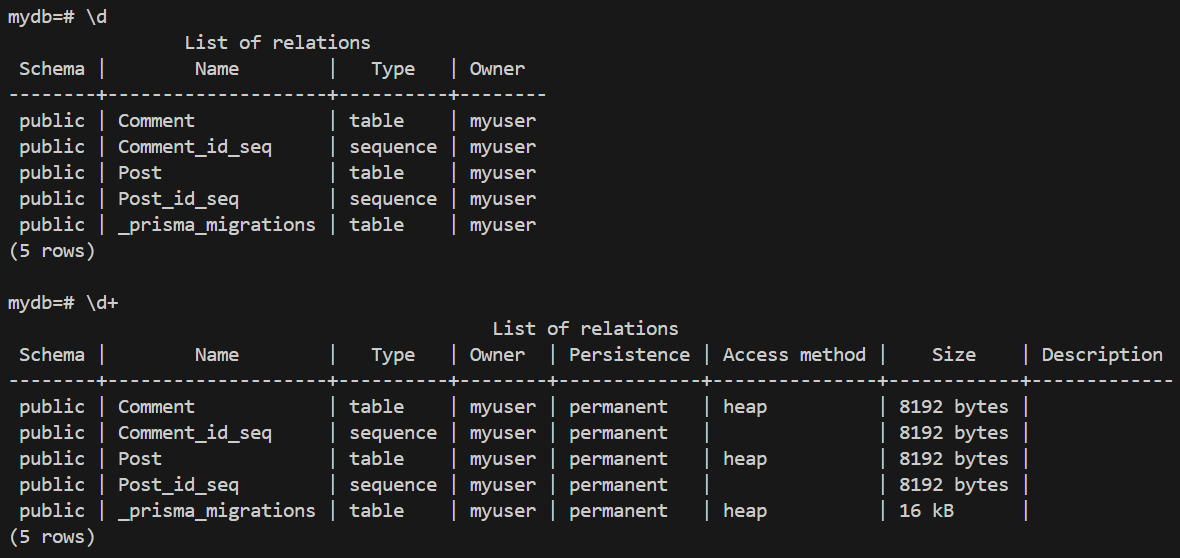 mydb=# \d
                List of relations
 Schema |        Name        |   Type   | Owner
--------+--------------------+----------+--------
 public | Comment            | table    | myuser
 public | Comment_id_seq     | sequence | myuser
 public | Post               | table    | myuser
 public | Post_id_seq        | sequence | myuser
 public | _prisma_migrations | table    | myuser
(5 rows)

mydb=# \d+
                                            List of relations
 Schema |        Name        |   Type   | Owner  | Persistence | Access method |    Size    | Description
--------+--------------------+----------+--------+-------------+---------------+------------+-------------
 public | Comment            | table    | myuser | permanent   | heap          | 8192 bytes |
 public | Comment_id_seq     | sequence | myuser | permanent   |               | 8192 bytes |
 public | Post               | table    | myuser | permanent   | heap          | 8192 bytes |
 public | Post_id_seq        | sequence | myuser | permanent   |               | 8192 bytes |
 public | _prisma_migrations | table    | myuser | permanent   | heap          | 16 kB      |
(5 rows)